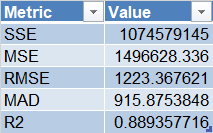 Metric Value
SSE 1074579145
MSE 1496628.336
RMSE 1223.367621
MAD 915.8753848
R2 0.889357716